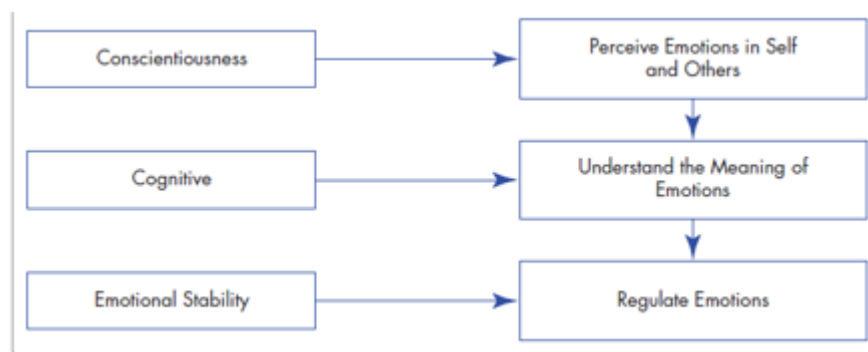 Conscientiousness
Perceive Emotions in Self
and Others
Cognitive
Understand the Meaning of
Emotions
Emotional Stability
Regulate Emotions